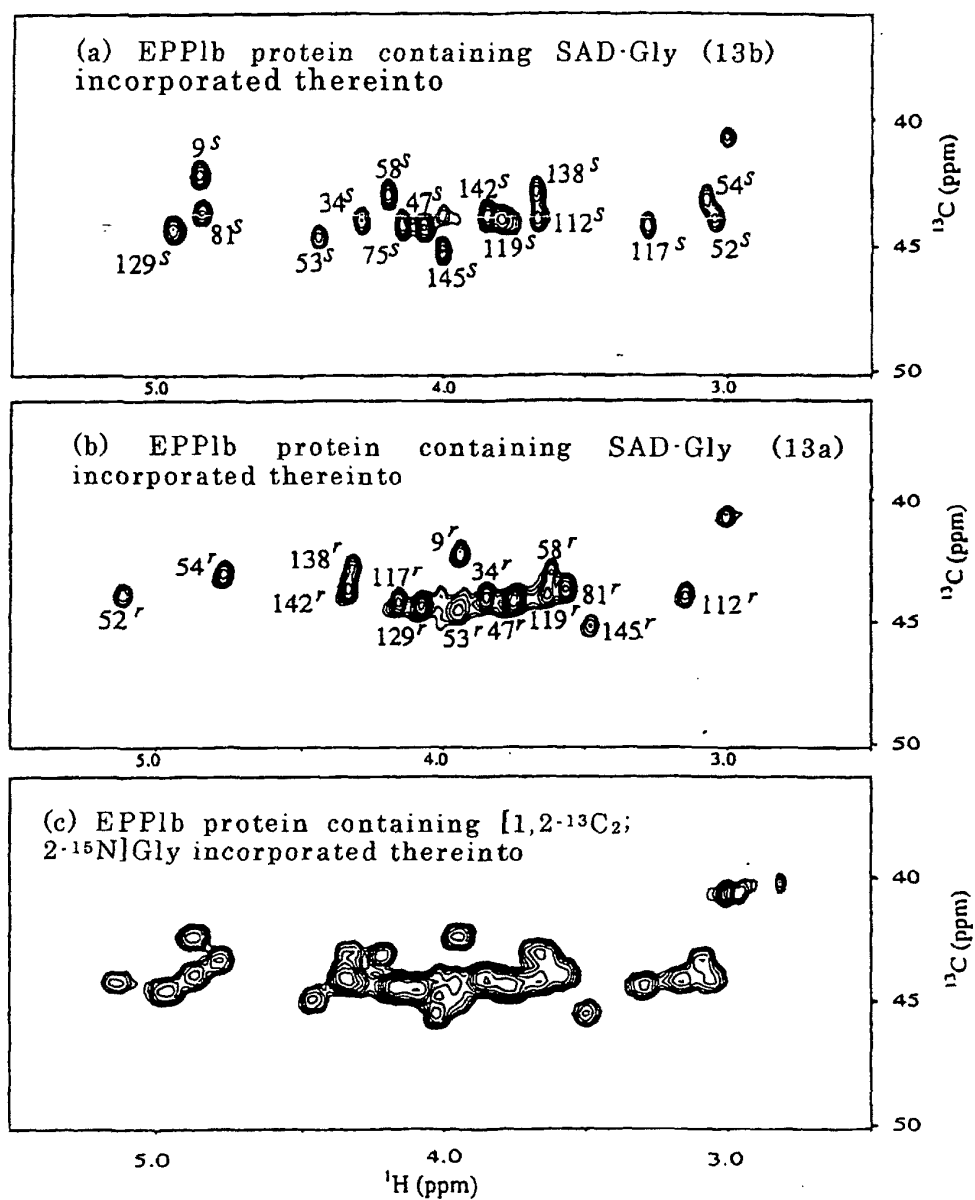 (a) EPPlb protein containing SAD·Gly (13b)
incorporated thereinto
40
9ˢ
58ˢ
138ˢ
34ˢ
47ˢ
142ˢ
54ˢ
¹³C (ppm)
81ˢ
112ˢ
129ˢ
53ˢ
75ˢ
119ˢ
117ˢ
52ˢ
45
145ˢ
50
5.0
4.0
3.0
(b) EPPlb protein containing SAD·Gly (13a)
incorporated thereinto
40
9ʳ
58ʳ
54ʳ
138ʳ
117ʳ
34ʳ
¹³C (ppm)
52ʳ
142ʳ
81ʳ
112ʳ
129ʳ
53ʳ
47ʳ
119ʳ
145ʳ
45
50
5.0
4.0
3.0
(c) EPPlb protein containing [1,2-¹³C₂;
2-¹⁵N]Gly incorporated thereinto
40
¹³C (ppm)
45
50
5.0
4.0
3.0
¹H (ppm)